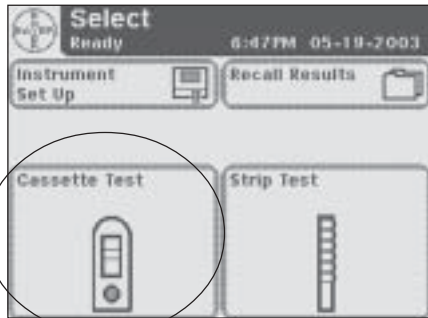 Select
Ready 6:47PM 05-19-2003
Instrument Recall Results
Set Up
Cassette Test Strip Test